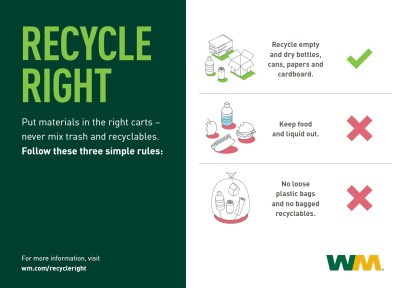 RECYCLE
RIGHT
Put materials in the right carts –
never mix trash and recyclables.
Follow these three simple rules:
For more information, visit
wm.com/recycleright
Recycle empty
and dry bottles,
cans, papers and
cardboard.
Keep food
and liquid out.
No loose
plastic bags
and no bagged
recyclables.
WM